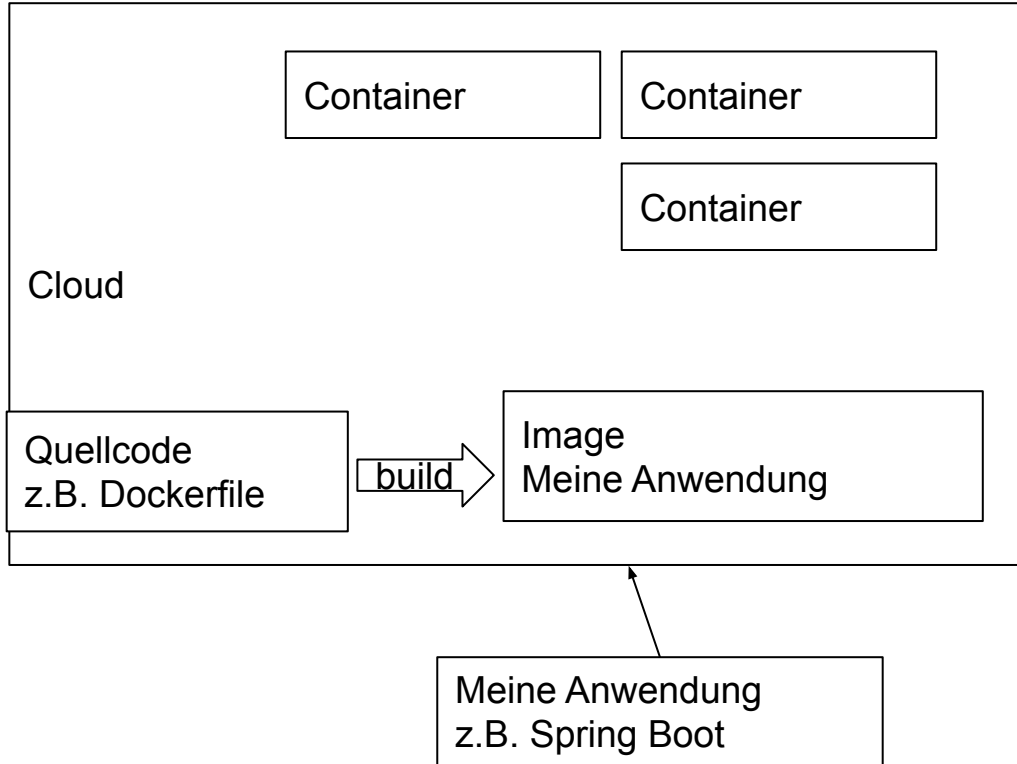 Container
Container
Container
Cloud
Quellcode
z.B. Dockerfile
build
Image
Meine Anwendung
Meine Anwendung
z.B. Spring Boot